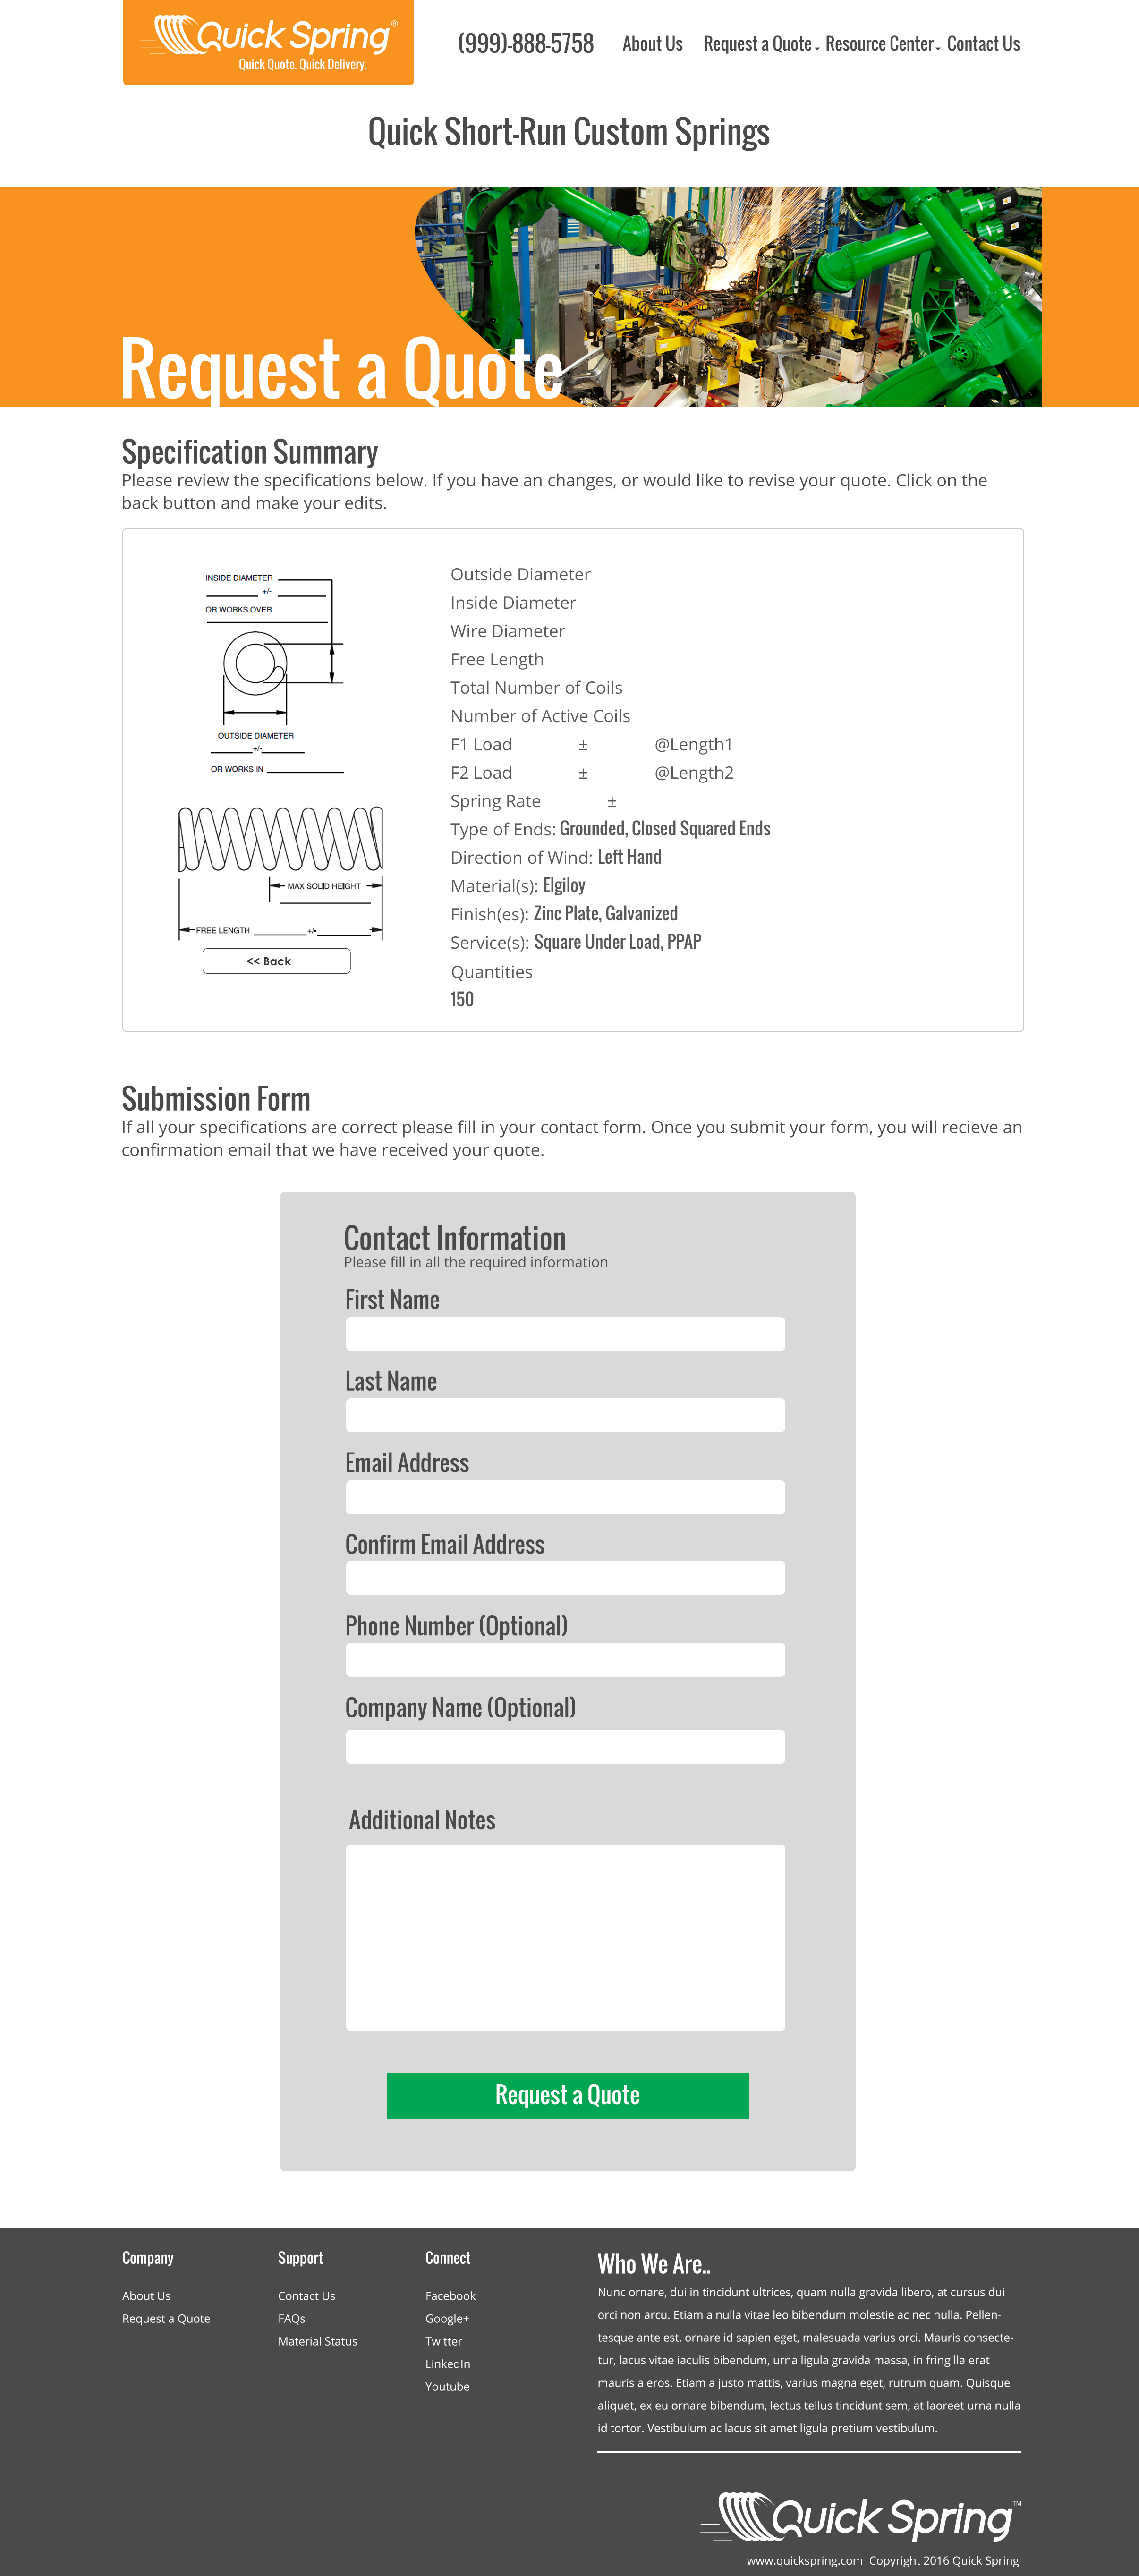 Quick Spring®
Quick Quote. Quick Delivery.
(999)-888-5758
About Us
Request a Quote
Resource Center
Contact Us
Quick Short-Run Custom Springs
Request a Quote
Specification Summary
Please review the specifications below. If you have an changes, or would like to revise your quote. Click on the
back button and make your edits.
INSIDE DIAMETER
+/-
OR WORKS OVER
OUTSIDE DIAMETER
+/-
OR WORKS IN
MAX SOLID HEIGHT
FREE LENGTH +/-
<< Back
Outside Diameter
Inside Diameter
Wire Diameter
Free Length
Total Number of Coils
Number of Active Coils
F1 Load ± @Length1
F2 Load ± @Length2
Spring Rate ±
Type of Ends: Grounded, Closed Squared Ends
Direction of Wind: Left Hand
Material(s): Elgiloy
Finish(es): Zinc Plate, Galvanized
Service(s): Square Under Load, PPAP
Quantities
150
Submission Form
If all your specifications are correct please fill in your contact form. Once you submit your form, you will recieve an
confirmation email that we have received your quote.
Contact Information
Please fill in all the required information
First Name
Last Name
Email Address
Confirm Email Address
Phone Number (Optional)
Company Name (Optional)
Additional Notes
Request a Quote
Company
About Us
Request a Quote
Support
Contact Us
FAQs
Material Status
Connect
Facebook
Google+
Twitter
LinkedIn
Youtube
Who We Are..
Nunc ornare, dui in tincidunt ultrices, quam nulla gravida libero, at cursus dui
orci non arcu. Etiam a nulla vitae leo bibendum molestie ac nec nulla. Pellen-
tesque ante est, ornare id sapien eget, malesuada varius orci. Mauris consecte-
tur, lacus vitae iaculis bibendum, urna ligula gravida massa, in fringilla erat
mauris a eros. Etiam a justo mattis, varius magna eget, rutrum quam. Quisque
aliquet, ex eu ornare bibendum, lectus tellus tincidunt sem, at laoreet urna nulla
id tortor. Vestibulum ac lacus sit amet ligula pretium vestibulum.
Quick Spring™
www.quickspring.com Copyright 2016 Quick Spring